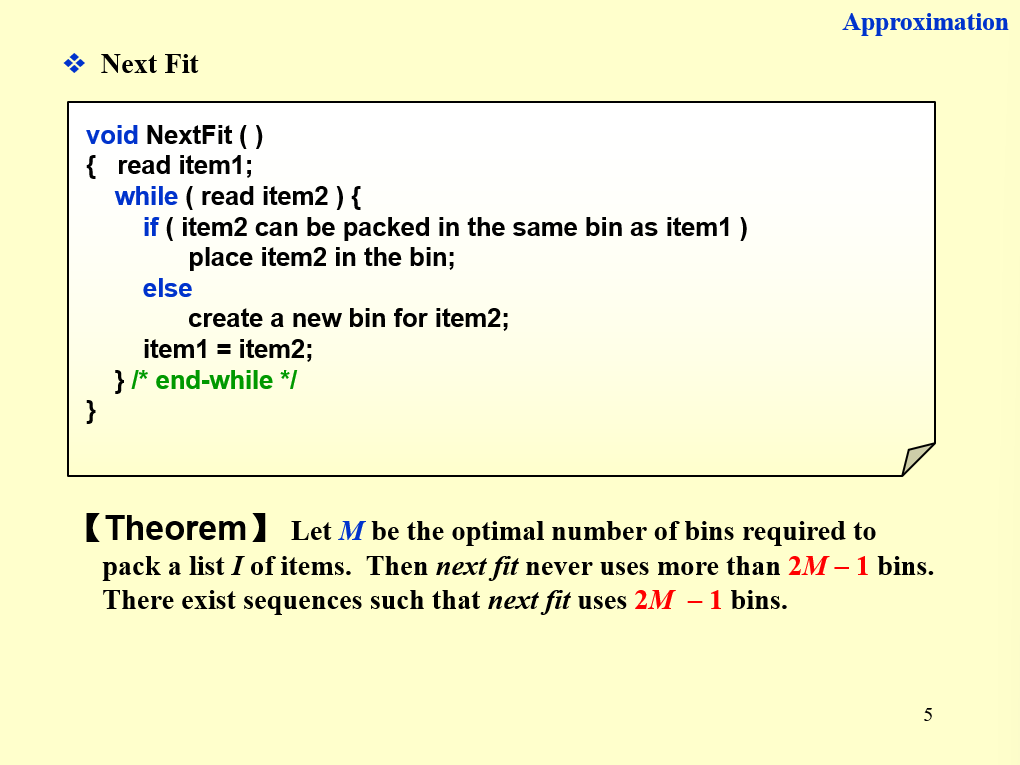 Approximation
❖ Next Fit
void NextFit ( )
{ read item1;
while ( read item2 ) {
if ( item2 can be packed in the same bin as item1 )
place item2 in the bin;
else
create a new bin for item2;
item1 = item2;
} /* end-while */
}
【Theorem】 Let M be the optimal number of bins required to
pack a list I of items. Then next fit never uses more than 2M – 1 bins.
There exist sequences such that next fit uses 2M – 1 bins.
5